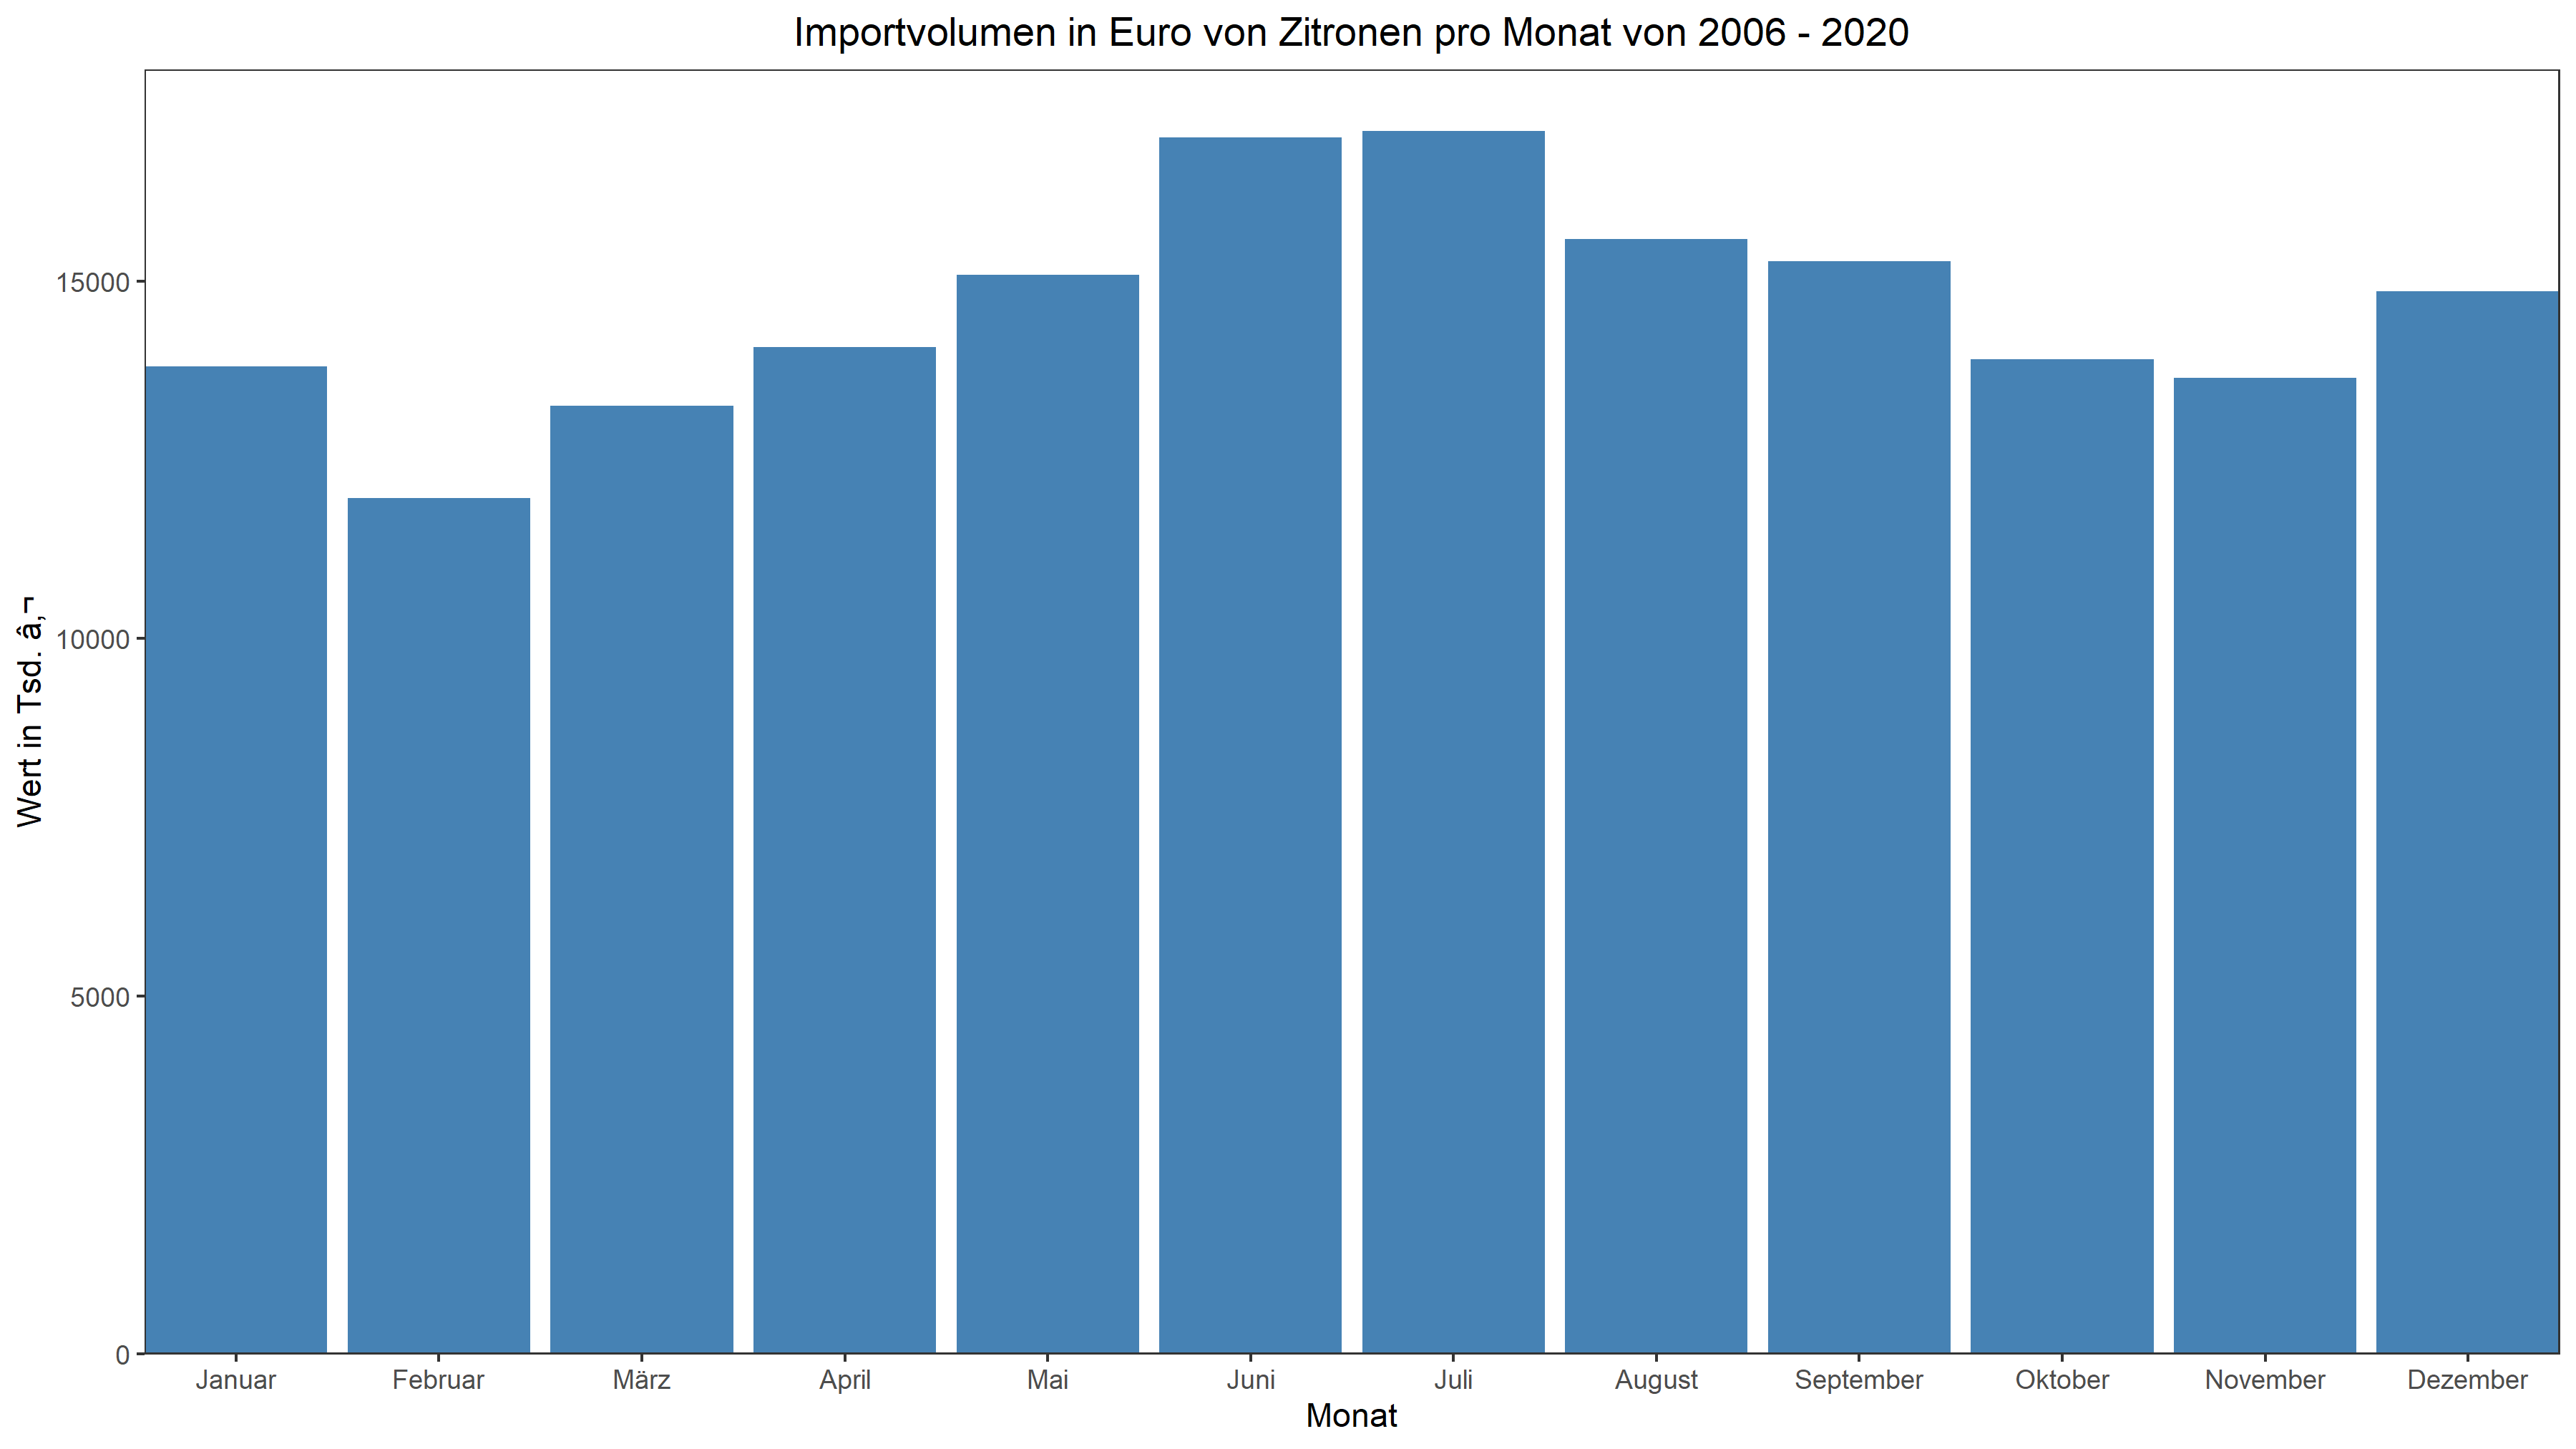 Importvolumen in Euro von Zitronen pro Monat von 2006 - 2020
Wert in Tsd. â‚¬
15000
10000
5000
0
Januar Februar März April Mai Juni Juli August September Oktober November Dezember
Monat